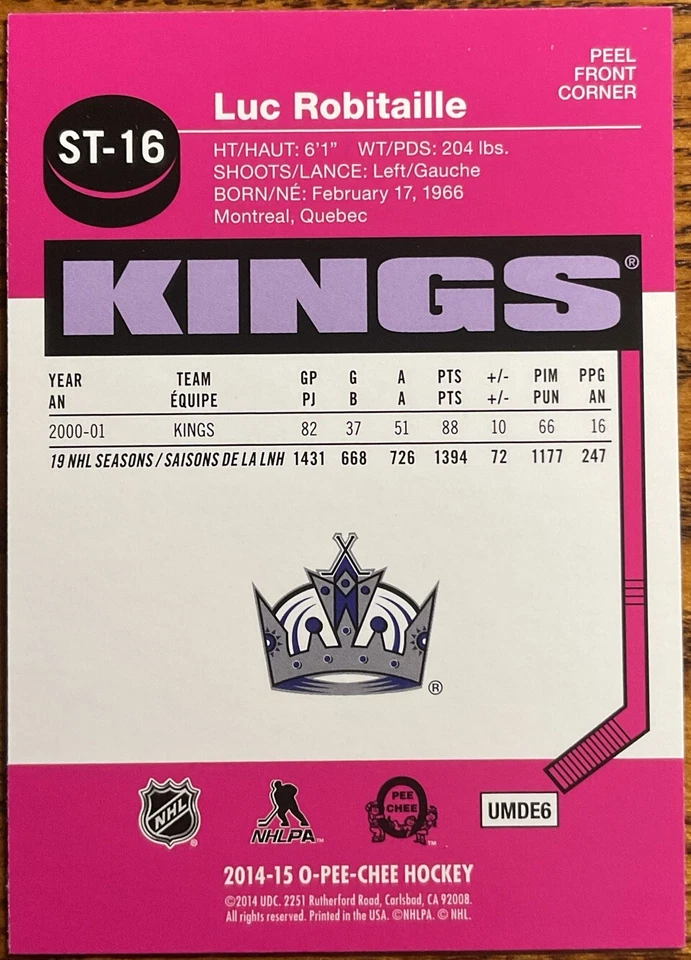 PEEL
FRONT
CORNER
Luc Robitaille
ST-16
HT/HAUT: 6'1" WT/PDS: 204 lbs.
SHOOTS/LANCE: Left/Gauche
BORN/NÉ: February 17, 1966
Montreal, Quebec
KINGS®
YEAR TEAM GP G A PTS +/- PIM PPG
AN ÉQUIPE PJ B A PTS +/- PUN AN
2000-01 KINGS 82 37 51 88 10 66 16
19 NHL SEASONS / SAISONS DE LA LNH 1431 668 726 1394 72 1177 247
®
NHL ®
NHLPA™
O PEE CHEE ™
UMDE6
2014-15 O-PEE-CHEE HOCKEY
©2014 UDC. 2251 Rutherford Road, Carlsbad, CA 92008.
All rights reserved. Printed in the USA. ©NHLPA. © NHL.